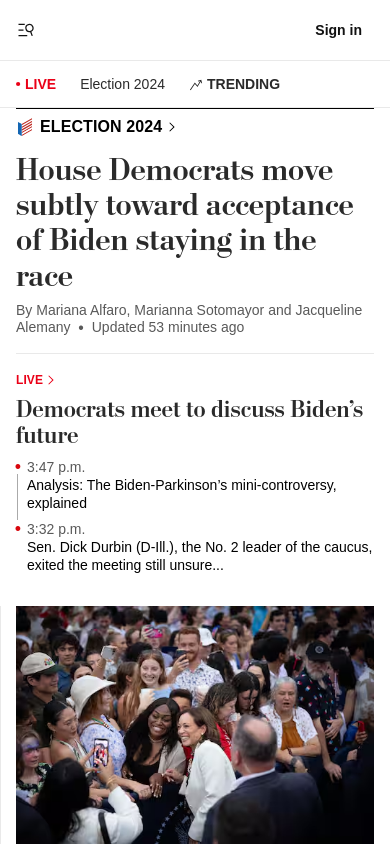 Sign in
LIVE
Election 2024
TRENDING
ELECTION 2024
House Democrats move
subtly toward acceptance
of Biden staying in the
race
By Mariana Alfaro, Marianna Sotomayor and Jacqueline
Alemany • Updated 53 minutes ago
LIVE
Democrats meet to discuss Biden’s
future
3:47 p.m.
Analysis: The Biden-Parkinson’s mini-controversy,
explained
3:32 p.m.
Sen. Dick Durbin (D-Ill.), the No. 2 leader of the caucus,
exited the meeting still unsure...